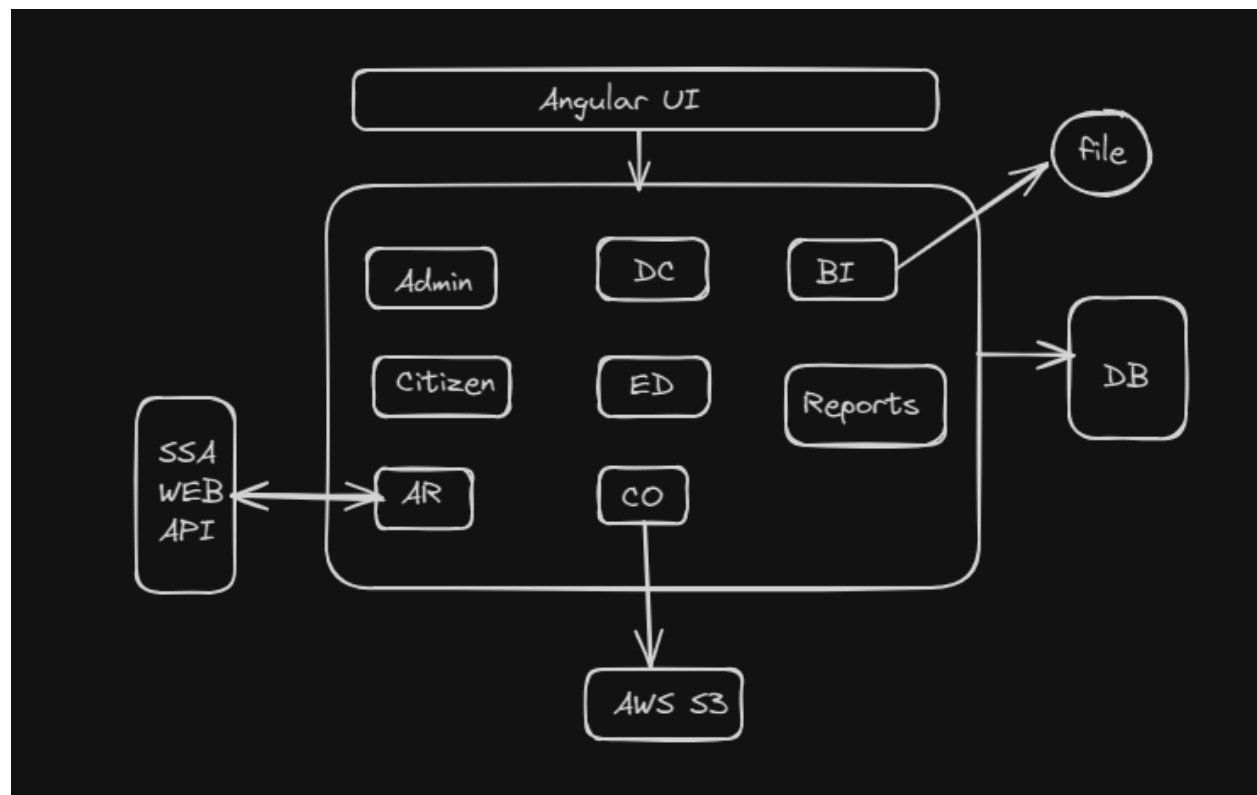 Angular UI
file
Admin
DC
BI
Citizen
ED
Reports
DB
SSA
WEB
API
AR
CO
AWS S3